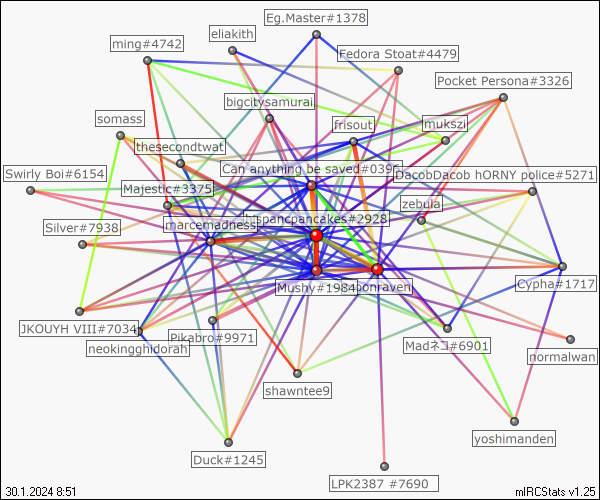 Eg.Master#1378
eliakith
ming#4742
Fedora Stoat#4479
Pocket Persona#3326
bigcitysamurai
somass
frisout
mukszi
thesecondtwat
Can anything be saved#0396
Swirly Boi#6154
DacobDacob hORNY police#5271
Majestic#3375
zebuia
itspancpancakes#2928
Silver#7938
marcemadness
Mushy#1984
oonraven
Cypha#1717
JKOUYH VIII#7034
Pikabro#9971
Madネコ#6901
neokingghidorah
normalwan
shawntee9
yoshimanden
Duck#1245
LPK2387 #7690
30.1.2024 8:51
mIRCStats v1.25